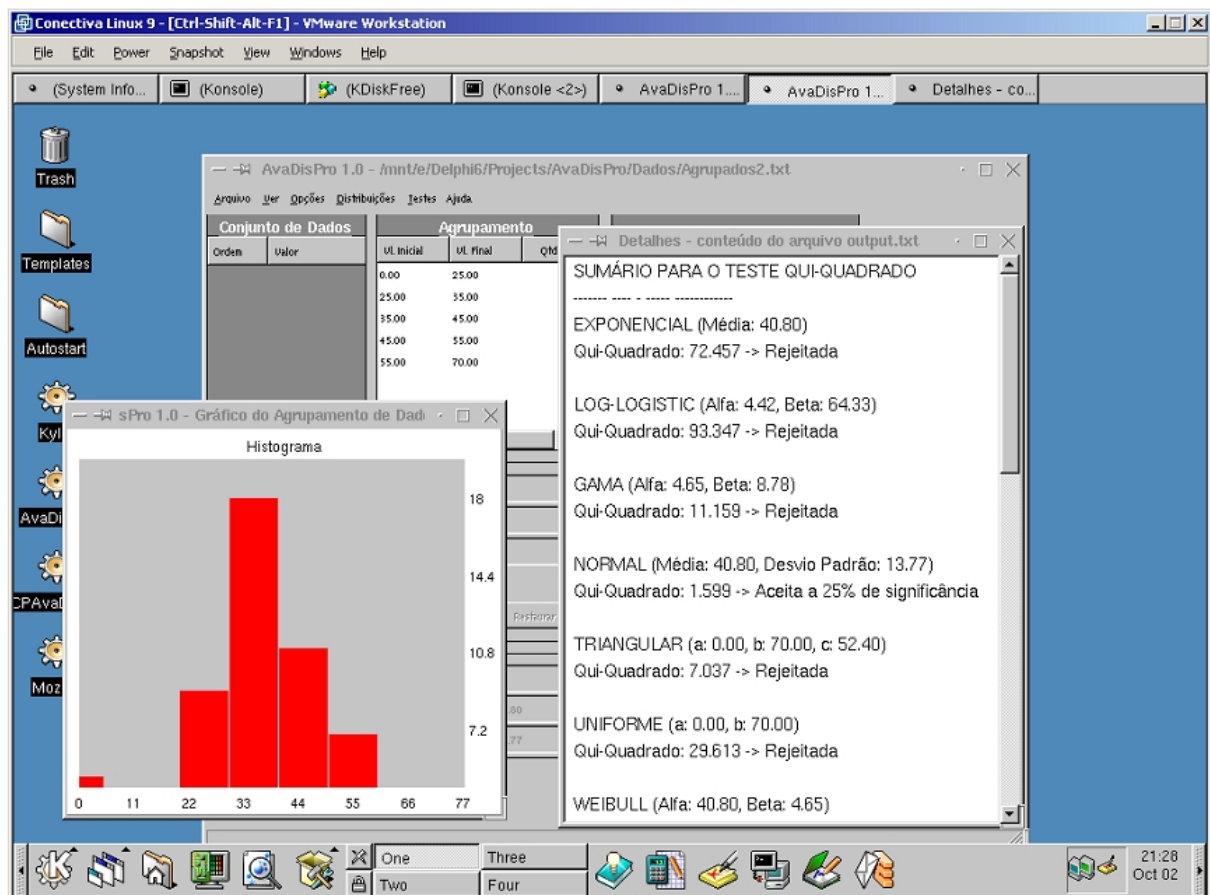 Conectiva Linux 9 - [Ctrl-Shift-Alt-F1] - VMware Workstation
File Edit Power Snapshot View Windows Help
(System Info... (Konsole) (KDiskFree) (Konsole <2>) AvaDisPro 1.... AvaDisPro 1... Detalhes - co...
Trash
Templates
Autostart
Kyl
AvaDi
CPAvaD
Moz
AvaDisPro 1.0 - /mnt/e/Delphi6/Projects/AvaDisPro/Dados/Agrupados2.txt
Arquivo Ver Opções Distribuições Testes Ajuda
Conjunto de Dados Agrupamento
Ordem Valor Vl. Inicial Vl. Final Qtd
0.00 25.00
25.00 35.00
35.00 45.00
45.00 55.00
55.00 70.00
Restaurar
.80
.77
sPro 1.0 - Gráfico do Agrupamento de Dad
Histograma
18
14.4
10.8
7.2
0 11 22 33 44 55 66 77
Detalhes - conteúdo do arquivo output.txt
SUMÁRIO PARA O TESTE QUI-QUADRADO
------- ---- - ----- ------------
EXPONENCIAL (Média: 40.80)
Qui-Quadrado: 72.457 -> Rejeitada
LOG-LOGISTIC (Alfa: 4.42, Beta: 64.33)
Qui-Quadrado: 93.347 -> Rejeitada
GAMA (Alfa: 4.65, Beta: 8.78)
Qui-Quadrado: 11.159 -> Rejeitada
NORMAL (Média: 40.80, Desvio Padrão: 13.77)
Qui-Quadrado: 1.599 -> Aceita a 25% de significância
TRIANGULAR (a: 0.00, b: 70.00, c: 52.40)
Qui-Quadrado: 7.037 -> Rejeitada
UNIFORME (a: 0.00, b: 70.00)
Qui-Quadrado: 29.613 -> Rejeitada
WEIBULL (Alfa: 40.80, Beta: 4.65)
One Three
Two Four
21:28
Oct 02